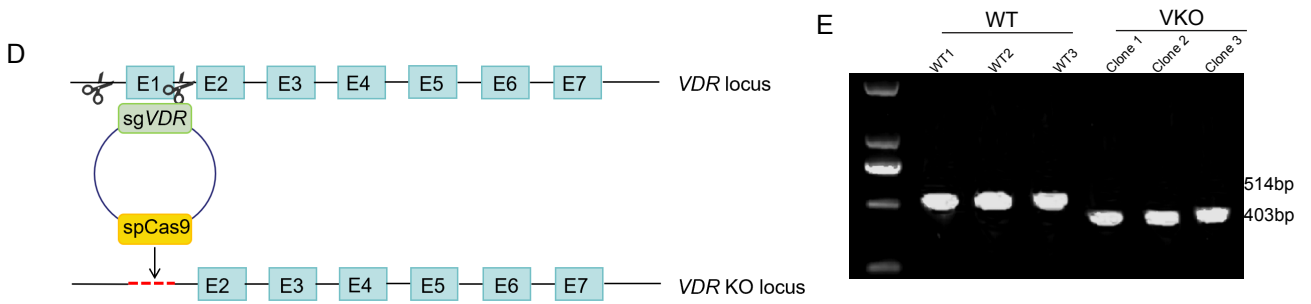 D
E1 E2 E3 E4 E5 E6 E7
VDR locus
sgVDR
spCas9
E2 E3 E4 E5 E6 E7
VDR KO locus
E
WT VKO
WT1 WT2 WT3 Clone 1 Clone 2 Clone 3
514bp
403bp